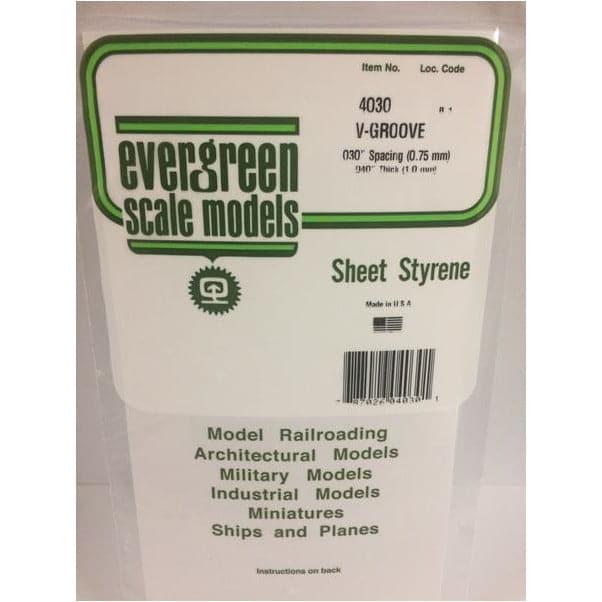 Item No. Loc. Code
4030
V-GROOVE
.030" Spacing (0.75 mm)
.040" Thick (1.0 mm)
evergreen
scale models
Sheet Styrene
Made in U S A
Model Railroading
Architectural Models
Military Models
Industrial Models
Miniatures
Ships and Planes
Instructions on back